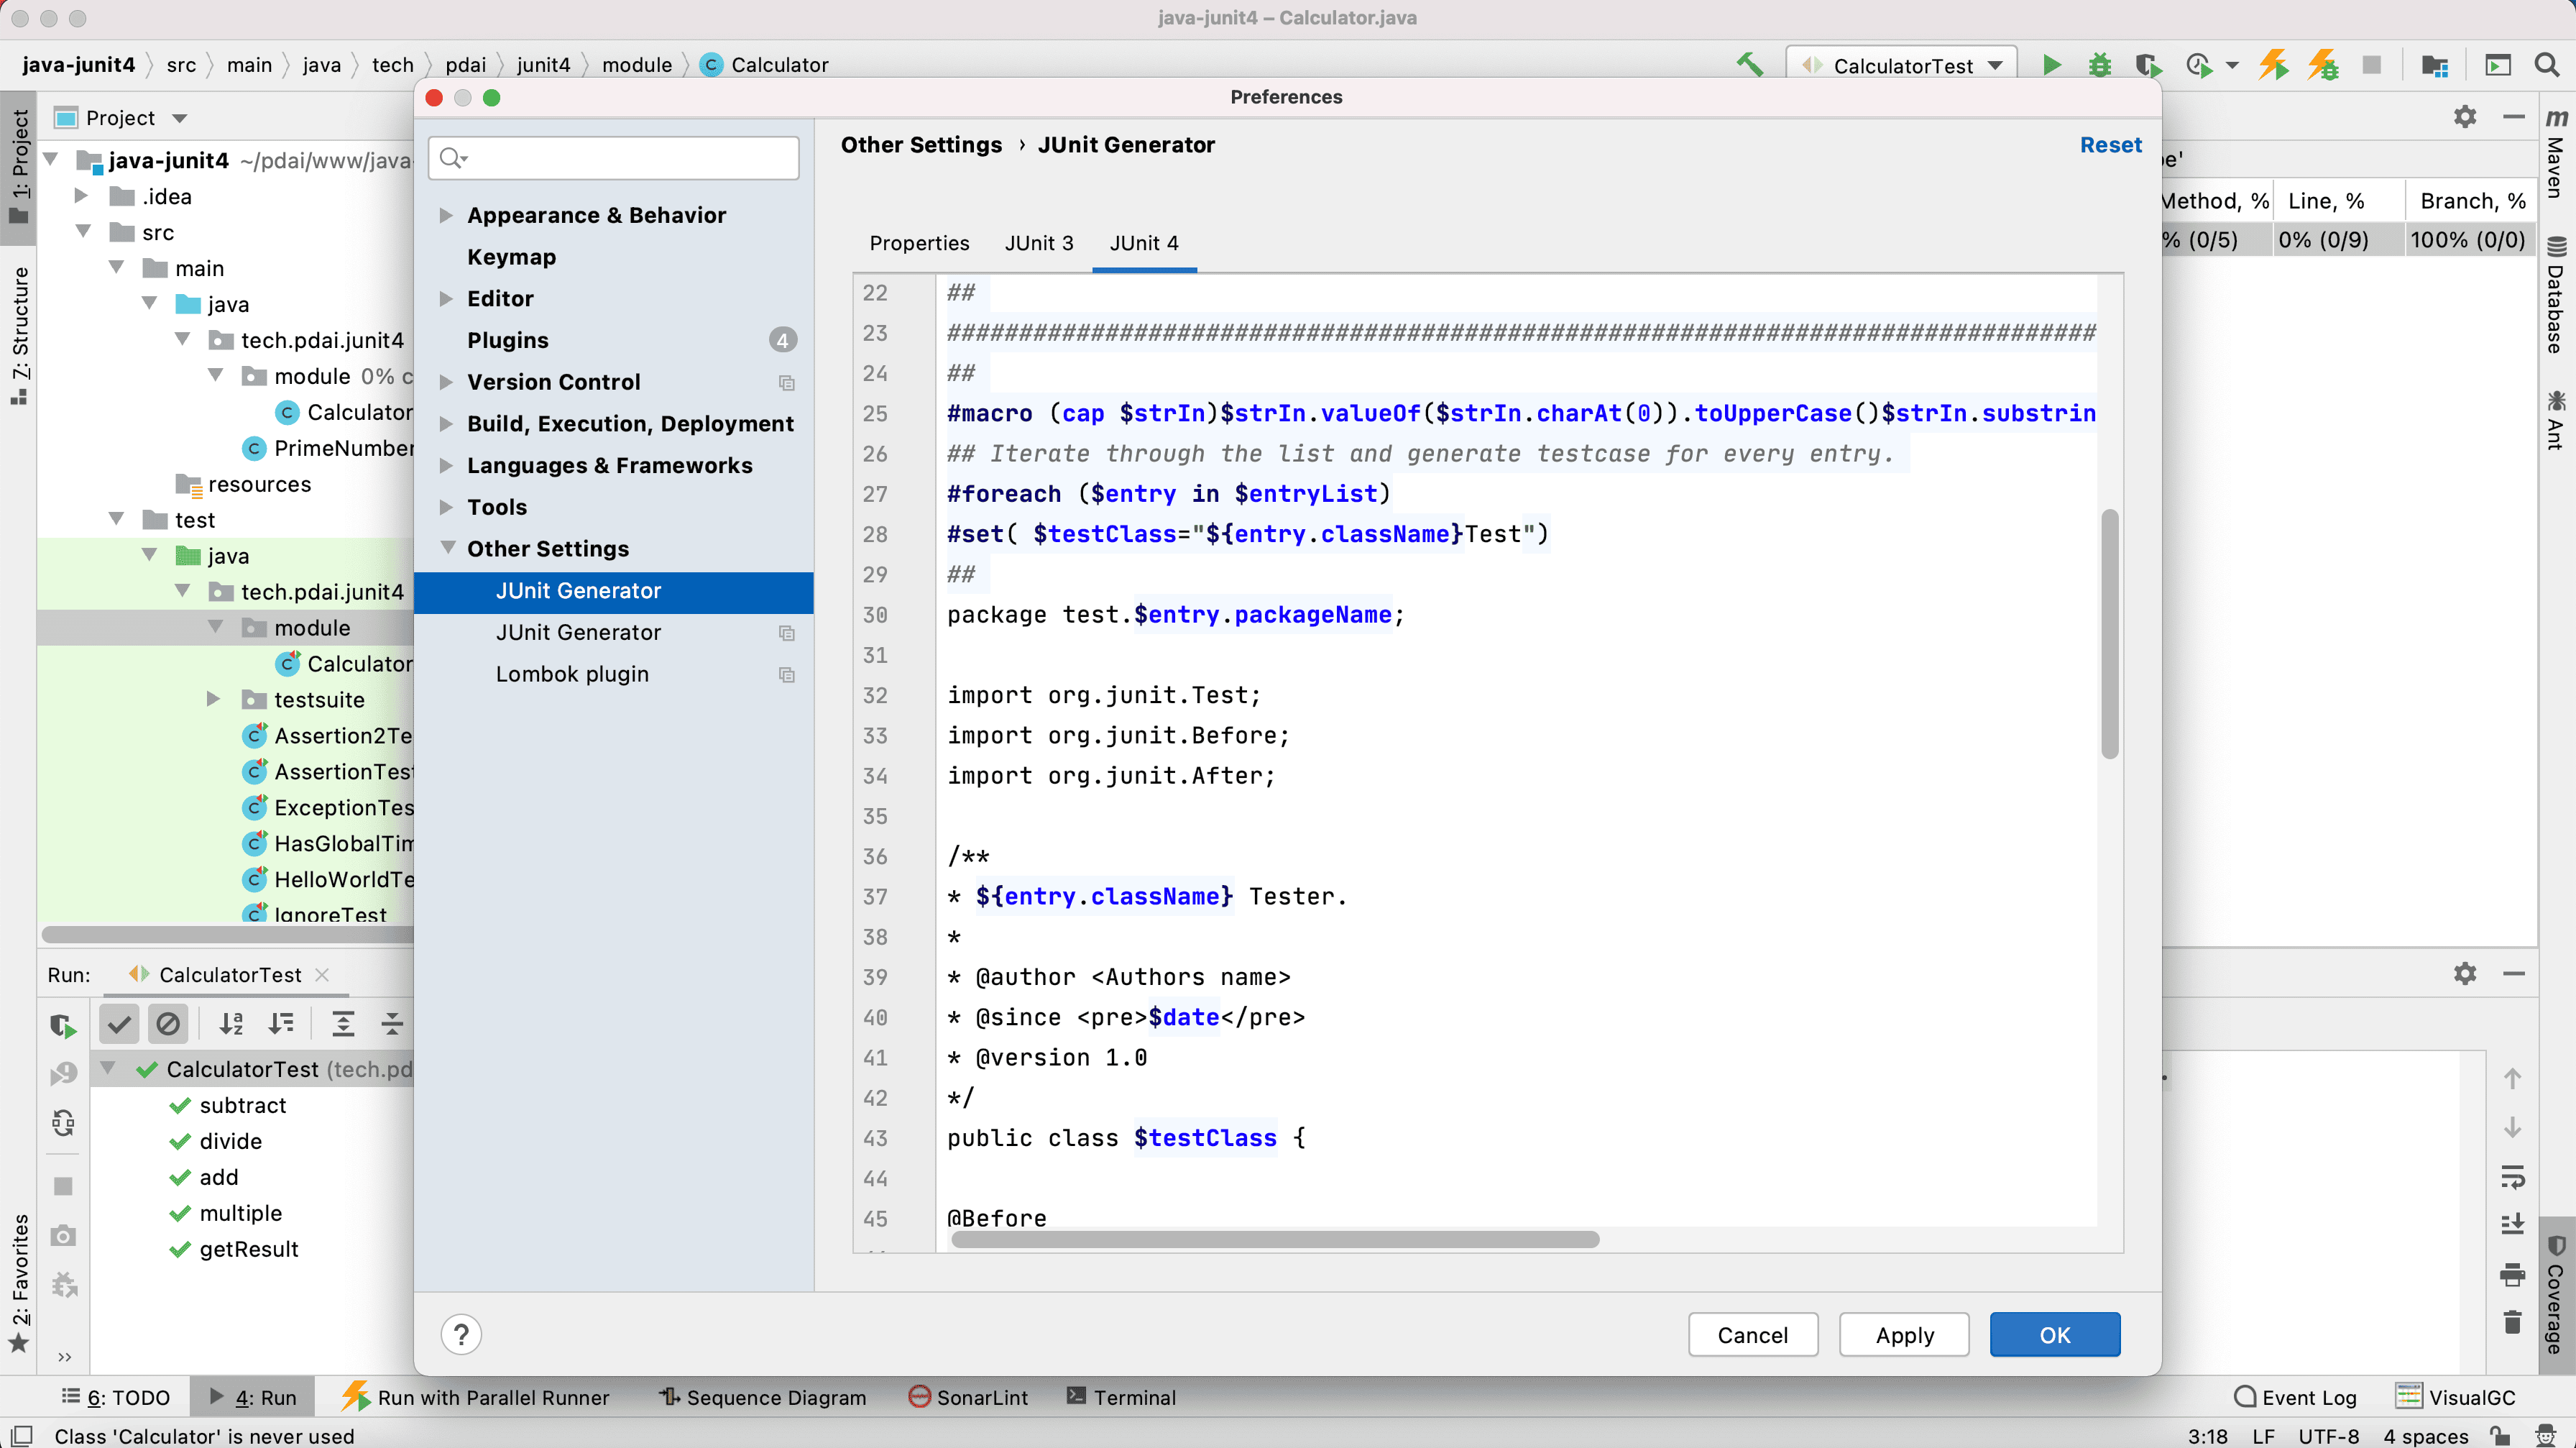 java-junit4 – Calculator.java
java-junit4 src main java tech pdai junit4 module Calculator
CalculatorTest
1: Project
7: Structure
2: Favorites
Project
java-junit4 ~/pdai/www/java-
.idea
src
main
java
tech.pdai.junit4
module 0% c
Calculator
PrimeNumber
resources
test
java
tech.pdai.junit4
module
Calculator
testsuite
Assertion2Te
AssertionTest
ExceptionTes
HasGlobalTim
HelloWorldTe
IgnoreTest
Preferences
Appearance & Behavior
Keymap
Editor
Plugins 4
Version Control
Build, Execution, Deployment
Languages & Frameworks
Tools
Other Settings
JUnit Generator
JUnit Generator
Lombok plugin
Other Settings › JUnit Generator
Reset
Properties JUnit 3 JUnit 4
22 ##
23 ################################################################################
24 ##
25 #macro (cap $strIn)$strIn.valueOf($strIn.charAt(0)).toUpperCase()$strIn.substrin
26 ## Iterate through the list and generate testcase for every entry.
27 #foreach ($entry in $entryList)
28 #set( $testClass="${entry.className}Test")
29 ##
30 package test.$entry.packageName;
31
32 import org.junit.Test;
33 import org.junit.Before;
34 import org.junit.After;
35
36 /**
37 * ${entry.className} Tester.
38 *
39 * @author <Authors name>
40 * @since <pre>$date</pre>
41 * @version 1.0
42 */
43 public class $testClass {
44
45 @Before
?
Cancel Apply OK
pe'
Method, % Line, % Branch, %
% (0/5) 0% (0/9) 100% (0/0)
m Maven
Database
Ant
Coverage
Run: CalculatorTest
CalculatorTest (tech.pd
subtract
divide
add
multiple
getResult
6: TODO 4: Run Run with Parallel Runner Sequence Diagram SonarLint Terminal Event Log VisualGC
Class 'Calculator' is never used 3:18 LF UTF-8 4 spaces